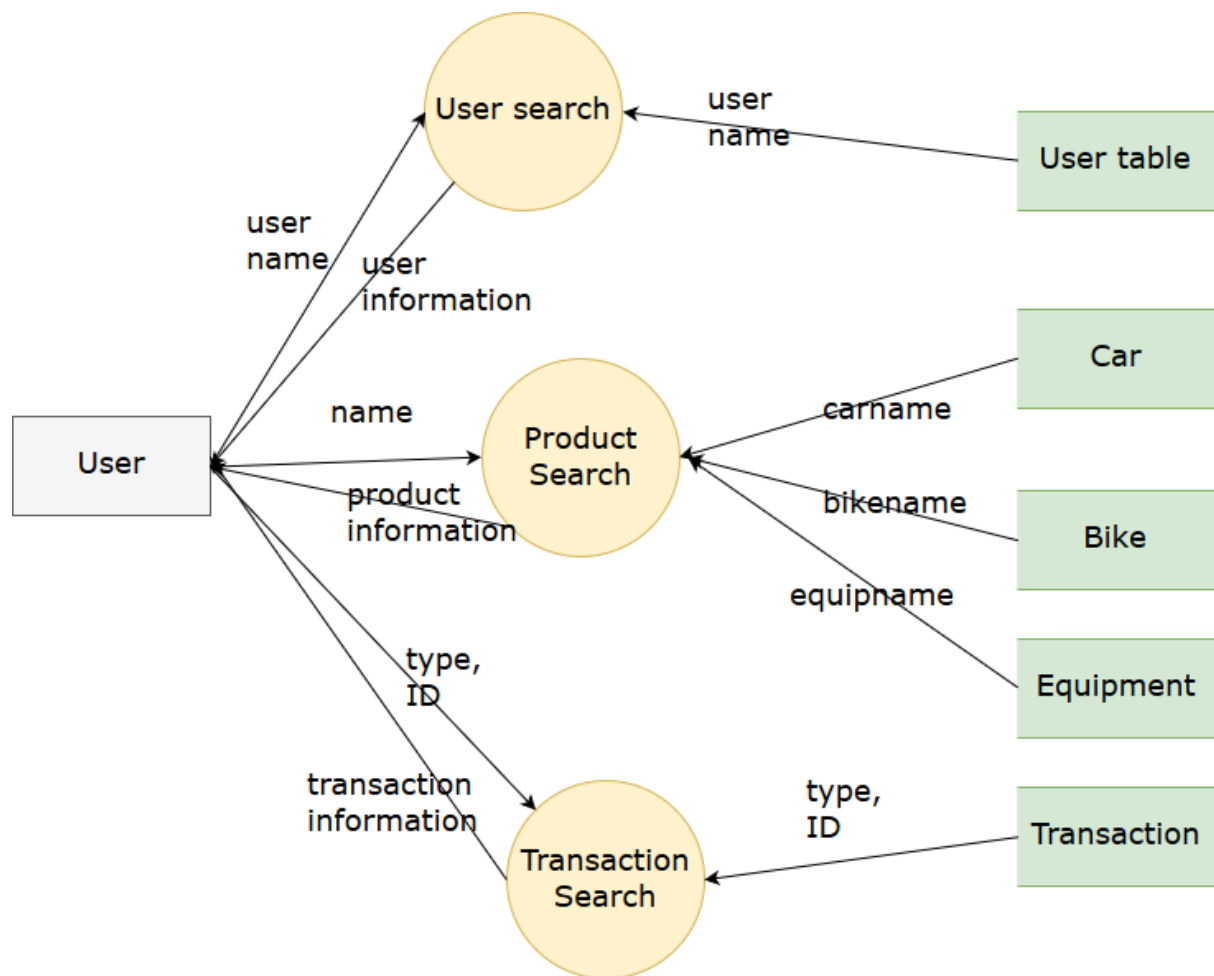 User search
user
name
User table
user
name
user
information
Car
name
carname
Product
Search
User
product
information
bikename
Bike
equipname
type,
ID
Equipment
transaction
information
type,
ID
Transaction
Transaction
Search